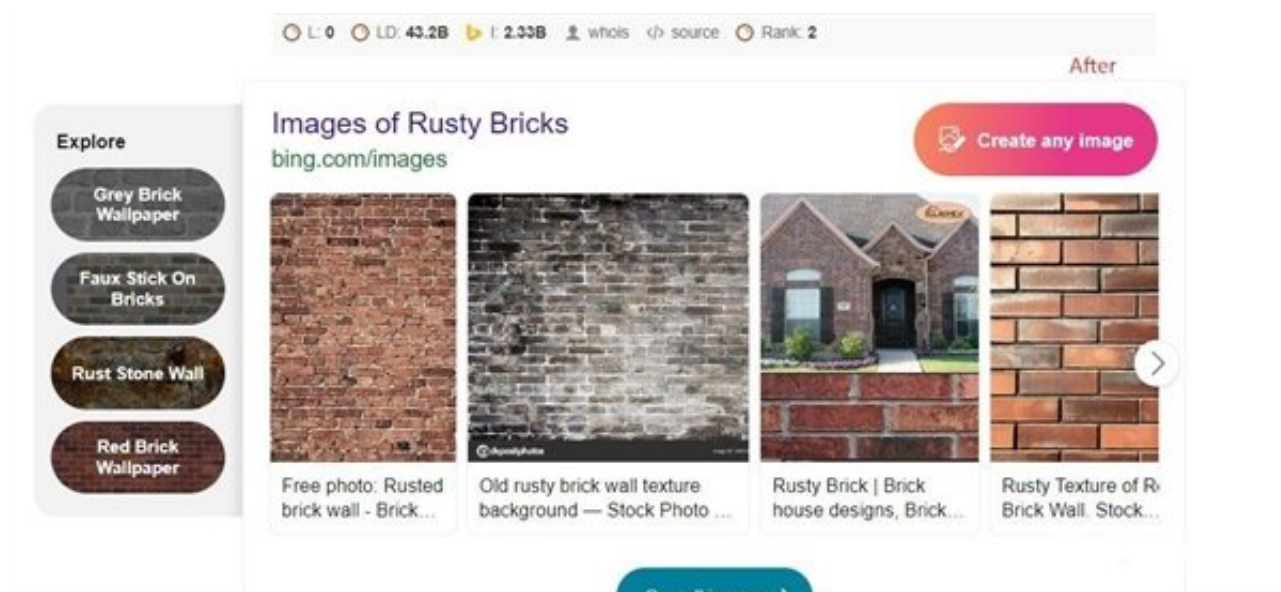 L: 0 LD: 43.2B I: 2.33B whois </> source Rank: 2
After
Explore
Grey Brick
Wallpaper
Faux Stick On
Bricks
Rust Stone Wall
Red Brick
Wallpaper
Images of Rusty Bricks
bing.com/images
Create any image
depositphotos
Free photo: Rusted
brick wall - Brick...
Old rusty brick wall texture
background — Stock Photo ...
Rusty Brick | Brick
house designs, Brick...
Rusty Texture of
Brick Wall. Stock...